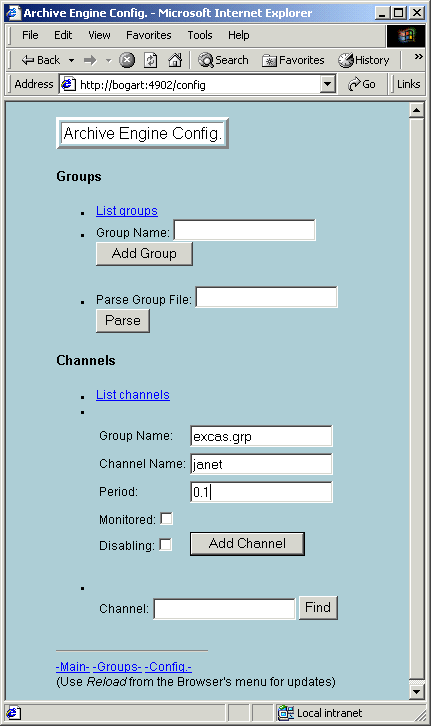 Archive Engine Config. - Microsoft Internet Explorer
File Edit View Favorites Tools Help
Back Search Favorites History
Address http://bogart:4902/config Go Links
Archive Engine Config.
Groups
List groups
Group Name:
Add Group
Parse Group File:
Parse
Channels
List channels
Group Name: excas.grp
Channel Name: janet
Period: 0.1
Monitored:
Disabling: Add Channel
Channel: Find
-Main- -Groups- -Config.-
(Use Reload from the Browser's menu for updates)
Local intranet